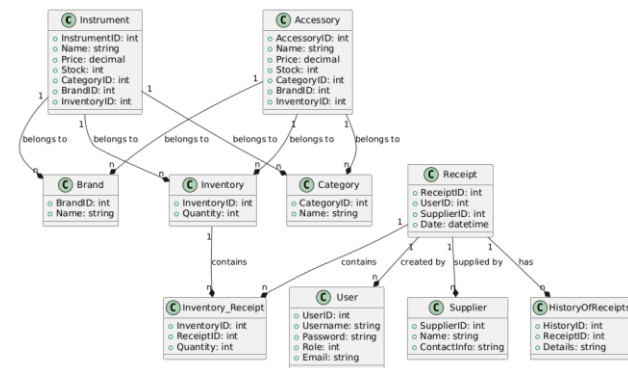 C Instrument
InstrumentID: int
Name: string
Price: decimal
Stock: int
CategoryID: int
BrandID: int
InventoryID: int
C Accessory
AccessoryID: int
Name: string
Price: decimal
Stock: int
CategoryID: int
BrandID: int
InventoryID: int
1
1
1
1
1
1
belongs to
belongs to
belongs to
belongs to
belongs to
belongs to
n
n
n
n
n
n
C Brand
BrandID: int
Name: string
C Inventory
InventoryID: int
Quantity: int
C Category
CategoryID: int
Name: string
C Receipt
ReceiptID: int
UserID: int
SupplierID: int
Date: datetime
1
1
1
1
1
contains
contains
created by
supplied by
has
n
n
n
n
n
C Inventory_Receipt
InventoryID: int
ReceiptID: int
Quantity: int
C User
UserID: int
Username: string
Password: string
Role: int
Email: string
C Supplier
SupplierID: int
Name: string
ContactInfo: string
C HistoryOfReceipts
HistoryID: int
ReceiptID: int
Details: string